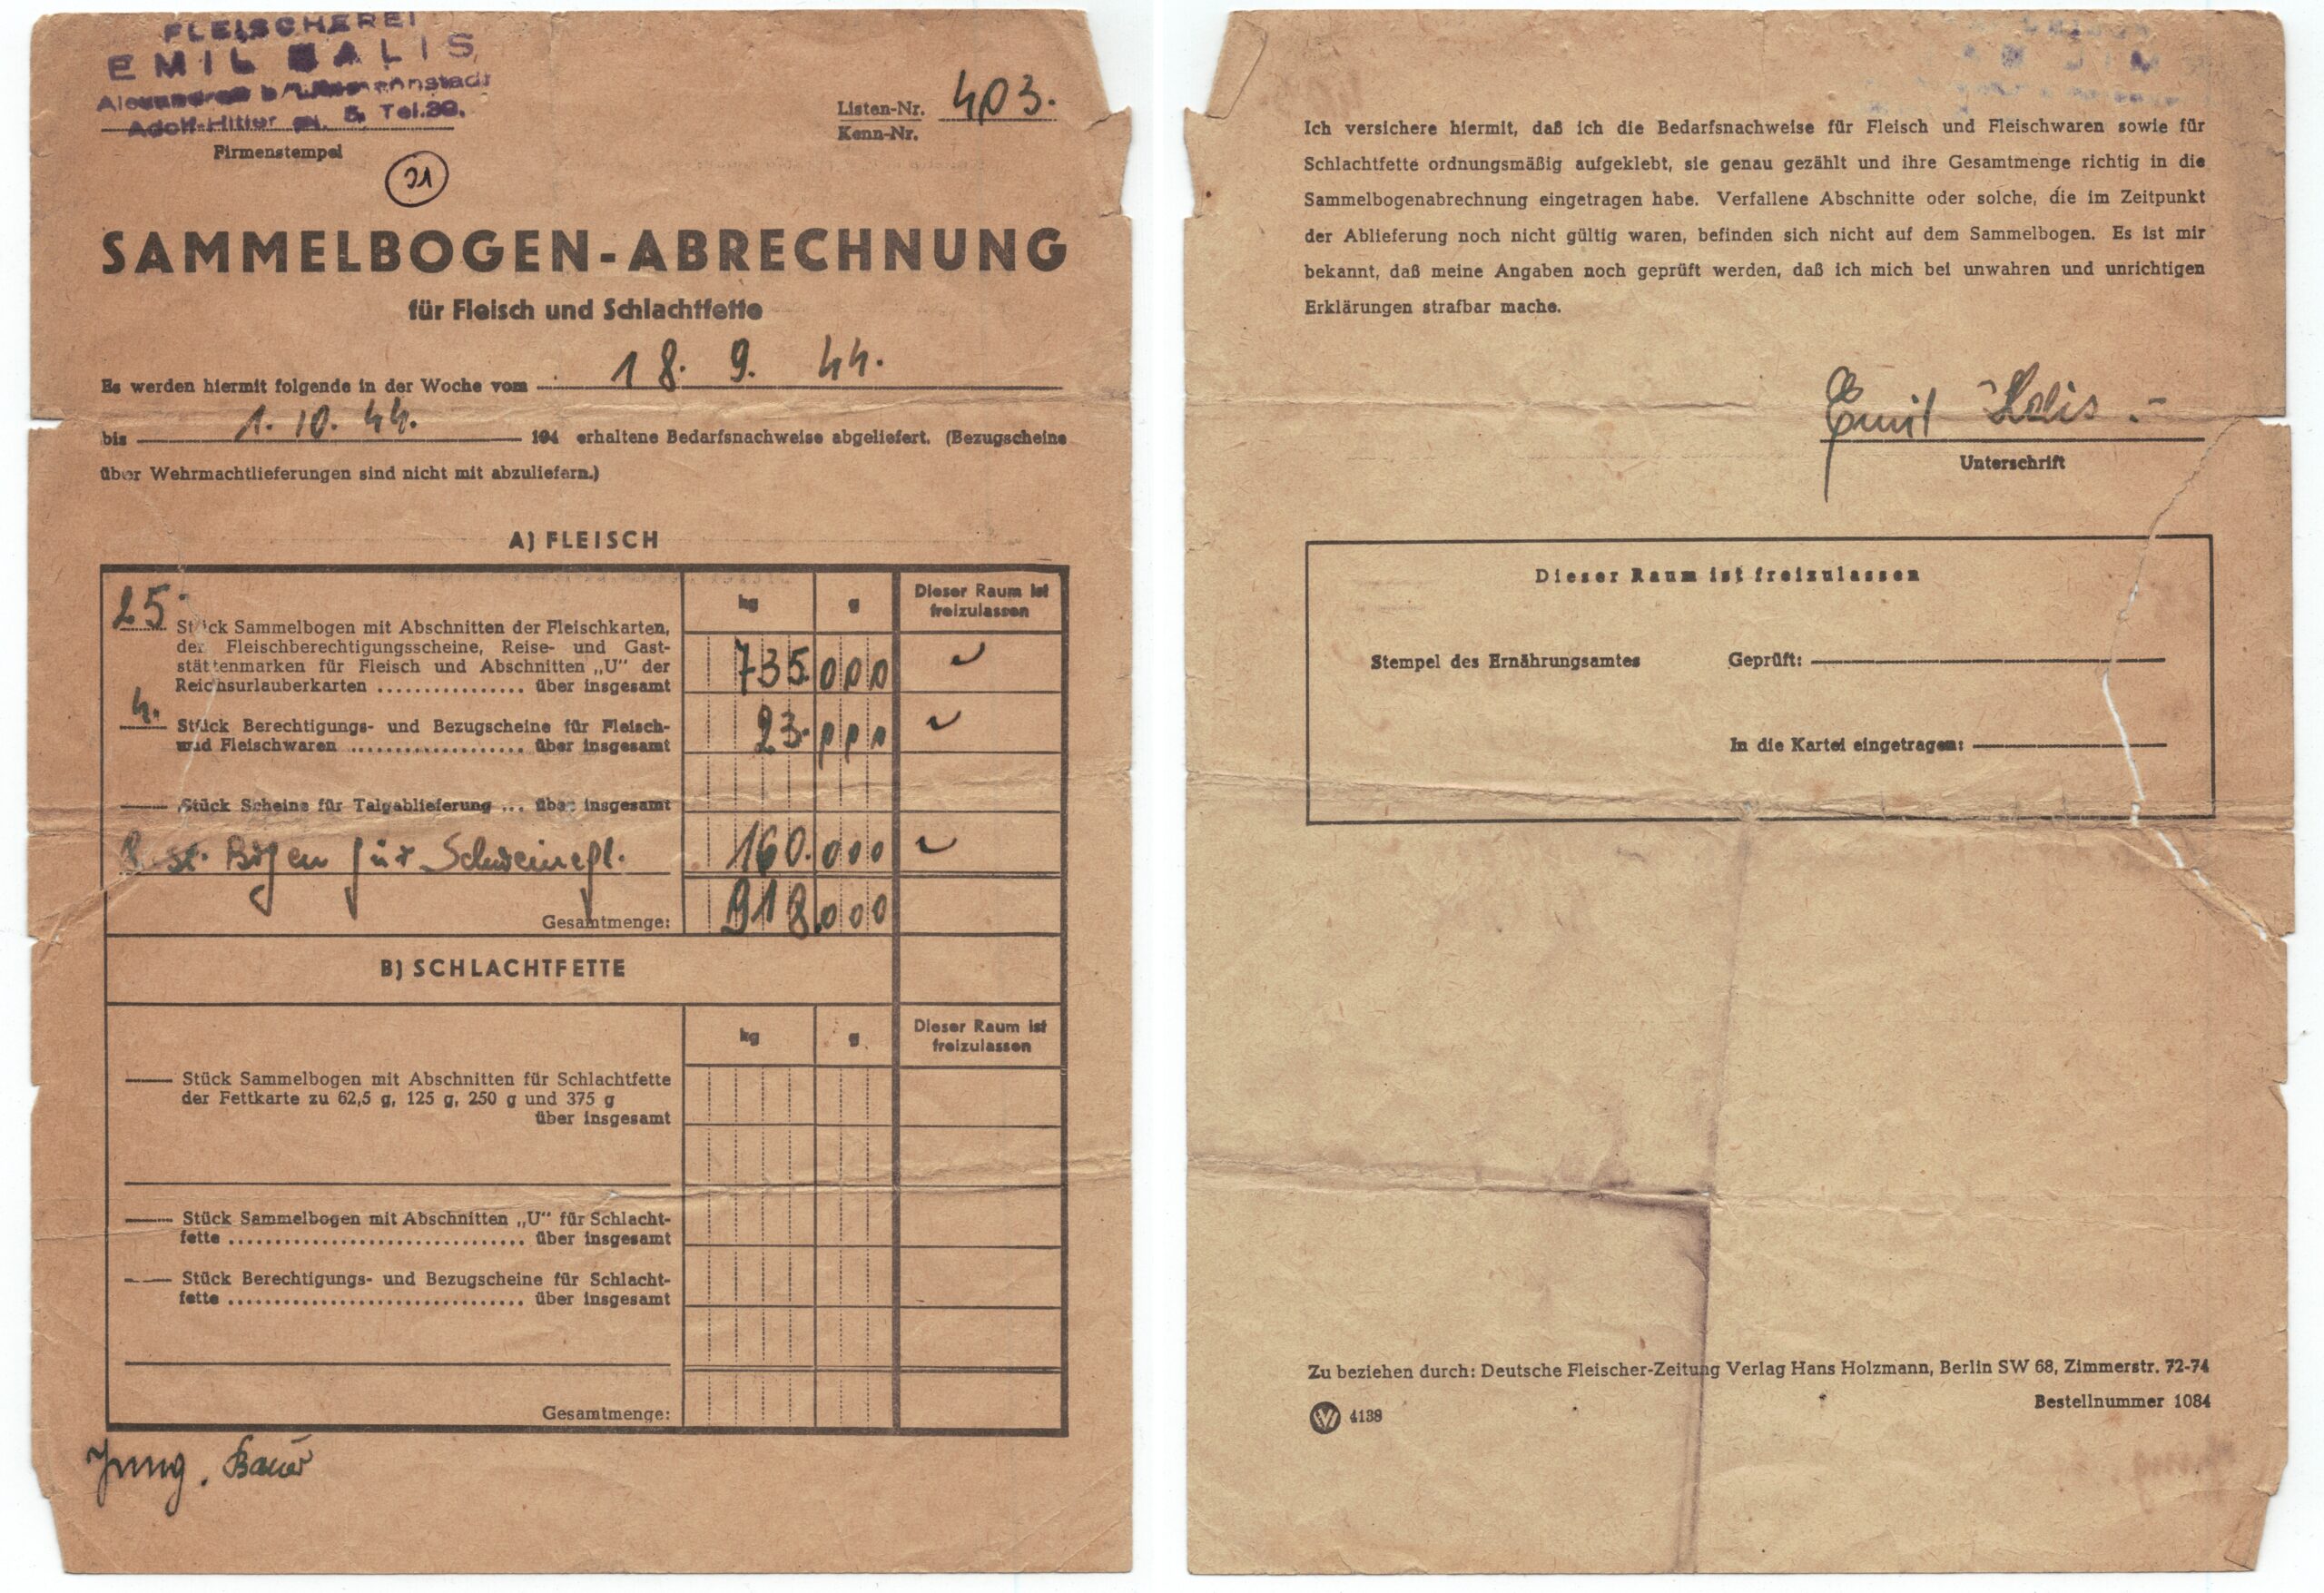 FLEISCHEREI
EMIL HALIS
Adolf-Hitler 5, Tel.39.
Firmenstempel
Listen-Nr. 403.
Kenn-Nr.
21
SAMMELBOGEN-ABRECHNUNG
für Fleisch und Schlachtfette
Es werden hiermit folgende in der Woche vom 18. 9. 44.
bis 1. 10. 44. 194 erhaltene Bedarfsnachweise abgeliefert. (Bezugscheine
über Wehrmachtlieferungen sind nicht mit abzuliefern.)
A) FLEISCH
kg g Dieser Raum ist
freizulassen
25 Stück Sammelbogen mit Abschnitten der Fleischkarten,
der Fleischberechtigungsscheine, Reise- und Gast-
stättenmarken für Fleisch und Abschnitten „U" der
Reichsurlauberkarten ................ über insgesamt 735.000
4. Stück Berechtigungs- und Bezugscheine für Fleisch-
und Fleischwaren ................... über insgesamt 23.000
Stück Scheine für Talgablieferung ... über insgesamt
St. Bögen für Schweinefl. 160.000
Gesamtmenge: 918.000
B) SCHLACHTFETTE
kg g Dieser Raum ist
freizulassen
Stück Sammelbogen mit Abschnitten für Schlachtfette
der Fettkarte zu 62,5 g, 125 g, 250 g und 375 g
über insgesamt
Stück Sammelbogen mit Abschnitten „U" für Schlacht-
fette ................................ über insgesamt
Stück Berechtigungs- und Bezugscheine für Schlacht-
fette ................................ über insgesamt
Gesamtmenge:
Jung. Bauer
Ich versichere hiermit, daß ich die Bedarfsnachweise für Fleisch und Fleischwaren sowie für
Schlachtfette ordnungsmäßig aufgeklebt, sie genau gezählt und ihre Gesamtmenge richtig in die
Sammelbogenabrechnung eingetragen habe. Verfallene Abschnitte oder solche, die im Zeitpunkt
der Ablieferung noch nicht gültig waren, befinden sich nicht auf dem Sammelbogen. Es ist mir
bekannt, daß meine Angaben noch geprüft werden, daß ich mich bei unwahren und unrichtigen
Erklärungen strafbar mache.
Emil Halis.-
Unterschrift
Dieser Raum ist freizulassen
Stempel des Ernährungsamtes Geprüft:
In die Kartei eingetragen:
Zu beziehen durch: Deutsche Fleischer-Zeitung Verlag Hans Holzmann, Berlin SW 68, Zimmerstr. 72-74
Bestellnummer 1084
4138